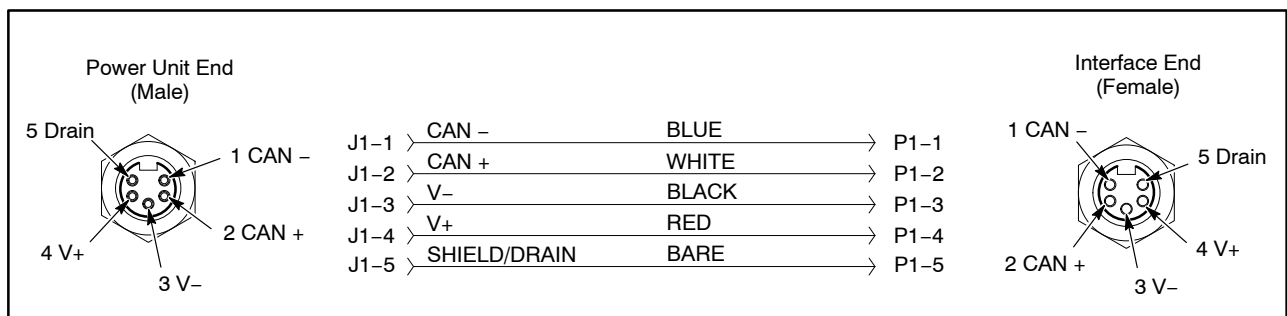 Power Unit End
(Male)
5 Drain
1 CAN −
2 CAN +
3 V−
4 V+
J1−1 CAN − BLUE P1−1
J1−2 CAN + WHITE P1−2
J1−3 V− BLACK P1−3
J1−4 V+ RED P1−4
J1−5 SHIELD/DRAIN BARE P1−5
Interface End
(Female)
1 CAN −
5 Drain
2 CAN +
4 V+
3 V−